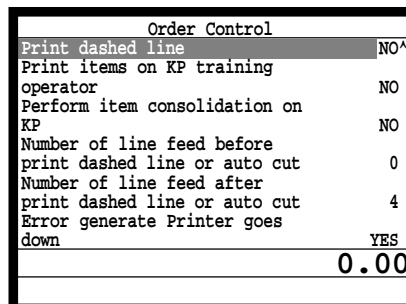 Order Control
Print dashed line NO^
Print items on KP training
operator NO
Perform item consolidation on
KP NO
Number of line feed before
print dashed line or auto cut 0
Number of line feed after
print dashed line or auto cut 4
Error generate Printer goes
down YES
0.00